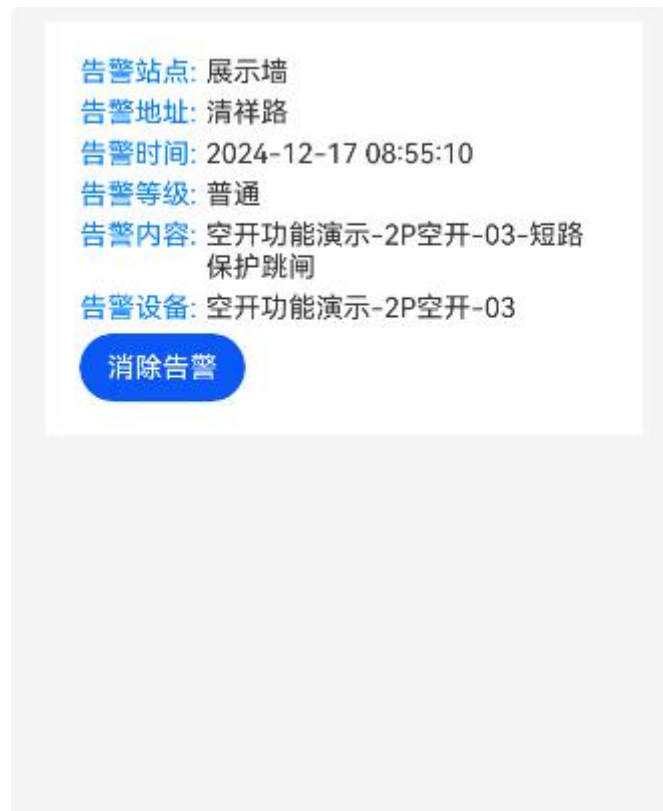 告警站点: 展示墙
告警地址: 清祥路
告警时间: 2024-12-17 08:55:10
告警等级: 普通
告警内容: 空开功能演示-2P空开-03-短路
保护跳闸
告警设备: 空开功能演示-2P空开-03
消除告警